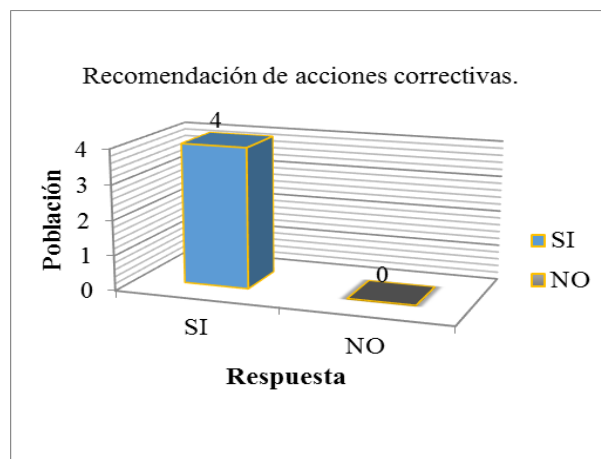 Recomendación de acciones correctivas.
4
0
4
3
2
1
0
Población
SI
NO
Respuesta
SI
NO